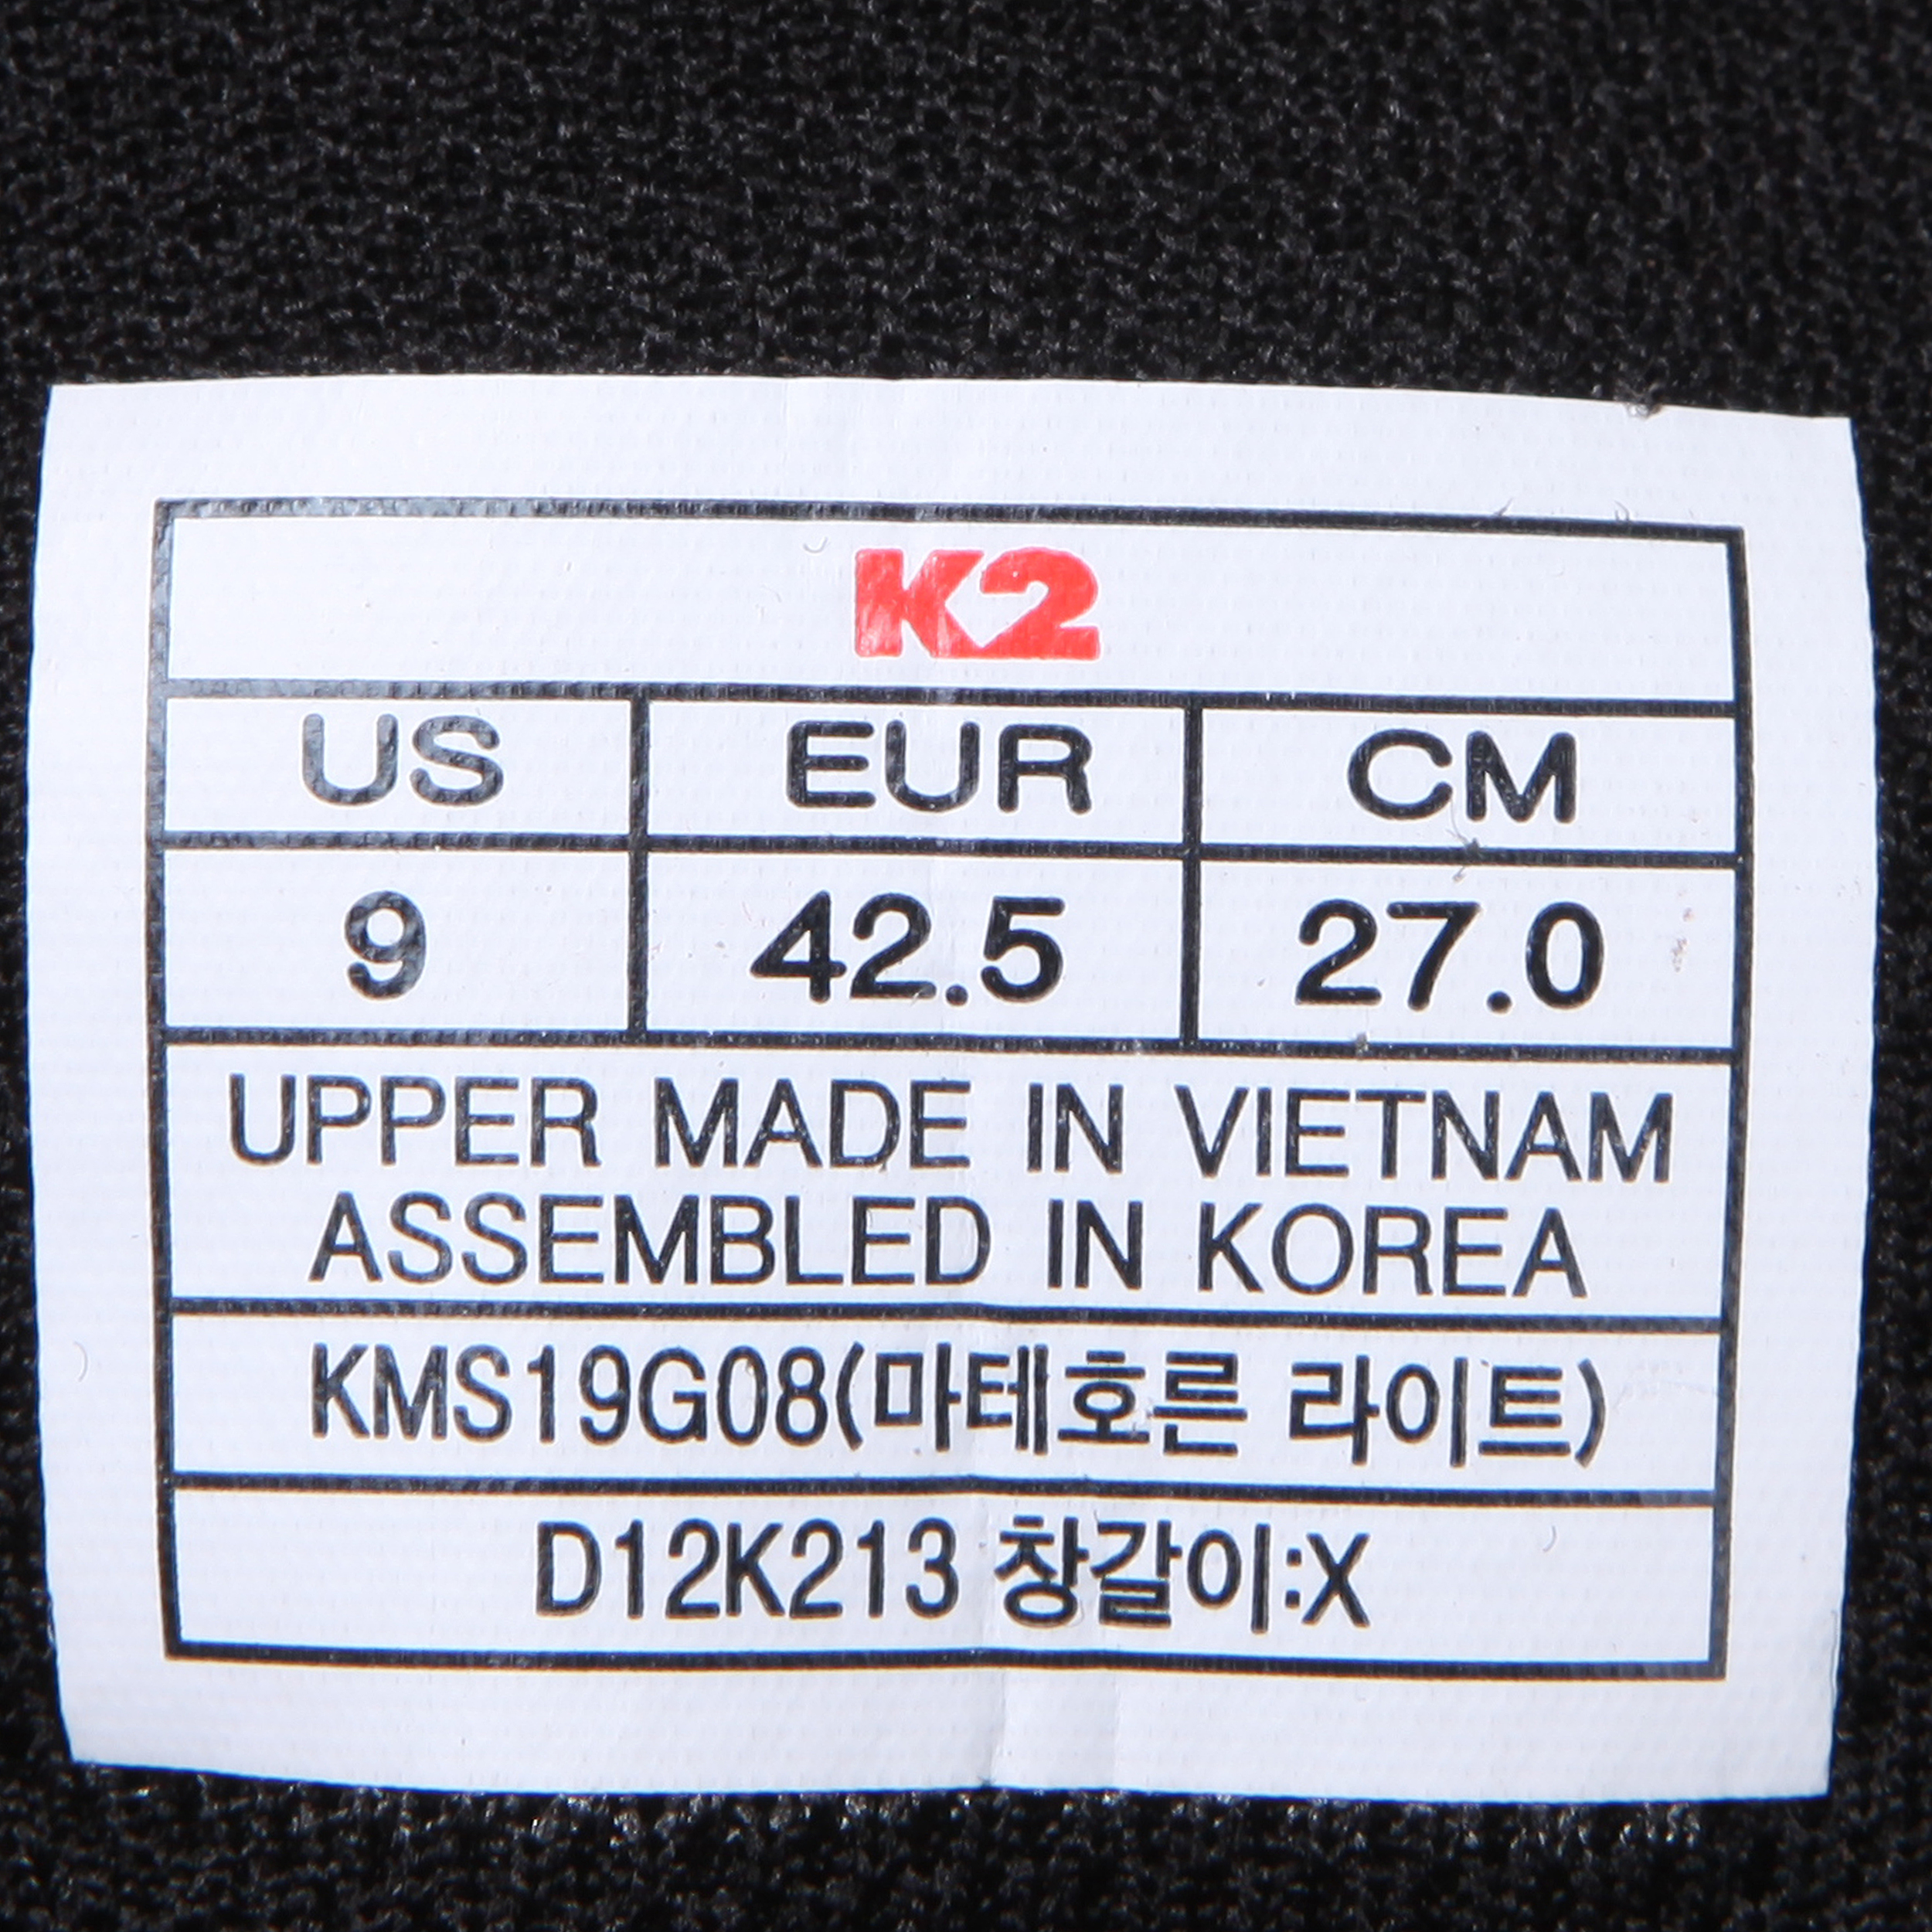 K2
US EUR CM
9 42.5 27.0
UPPER MADE IN VIETNAM
ASSEMBLED IN KOREA
KMS19G08(마테호른 라이트)
D12K213 창갈이:X